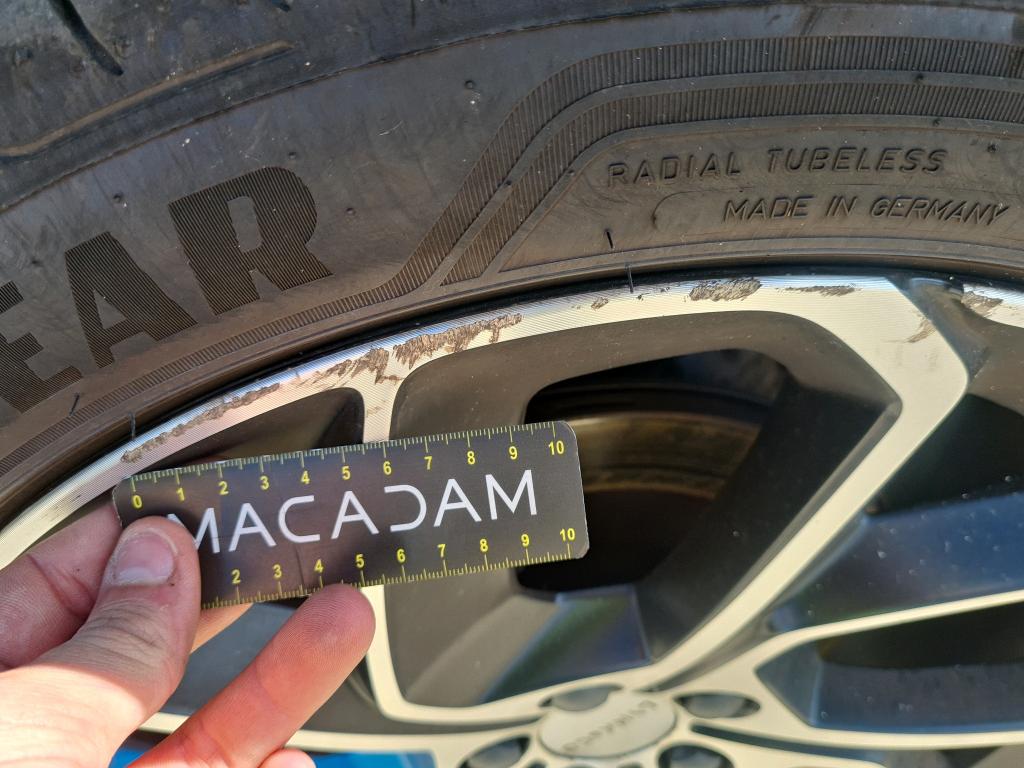 EAR
RADIAL TUBELESS
MADE IN GERMANY
0 1 2 3 4 5 6 7 8 9 10
MACADAM
2 3 4 5 6 7 8 9 10